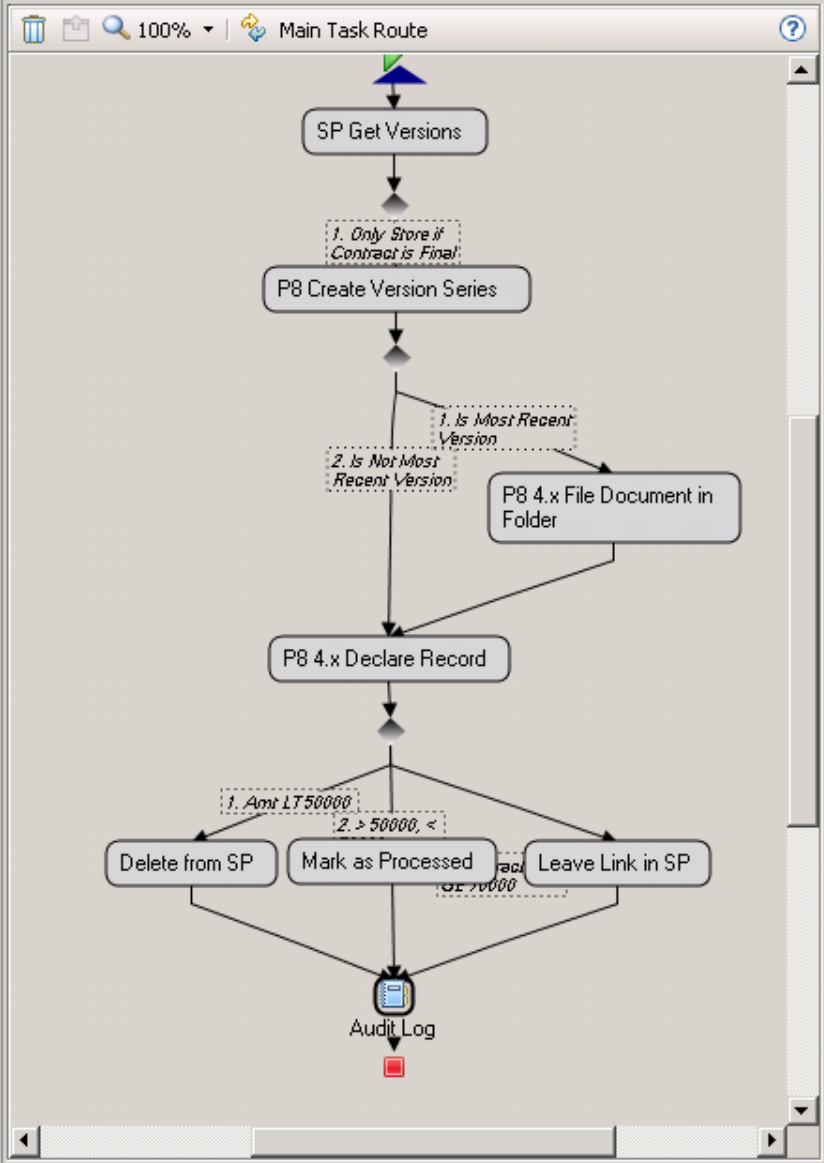 100%
Main Task Route
SP Get Versions
1. Only Store if
Contract is Final
P8 Create Version Series
1. Is Most Recent
Version
2. Is Not Most
Recent Version
P8 4.x File Document in
Folder
P8 4.x Declare Record
1. Amt LT 50000
2. > 50000, <
Delete from SP
Mark as Processed
Leave Link in SP
GE 70000
Audit Log